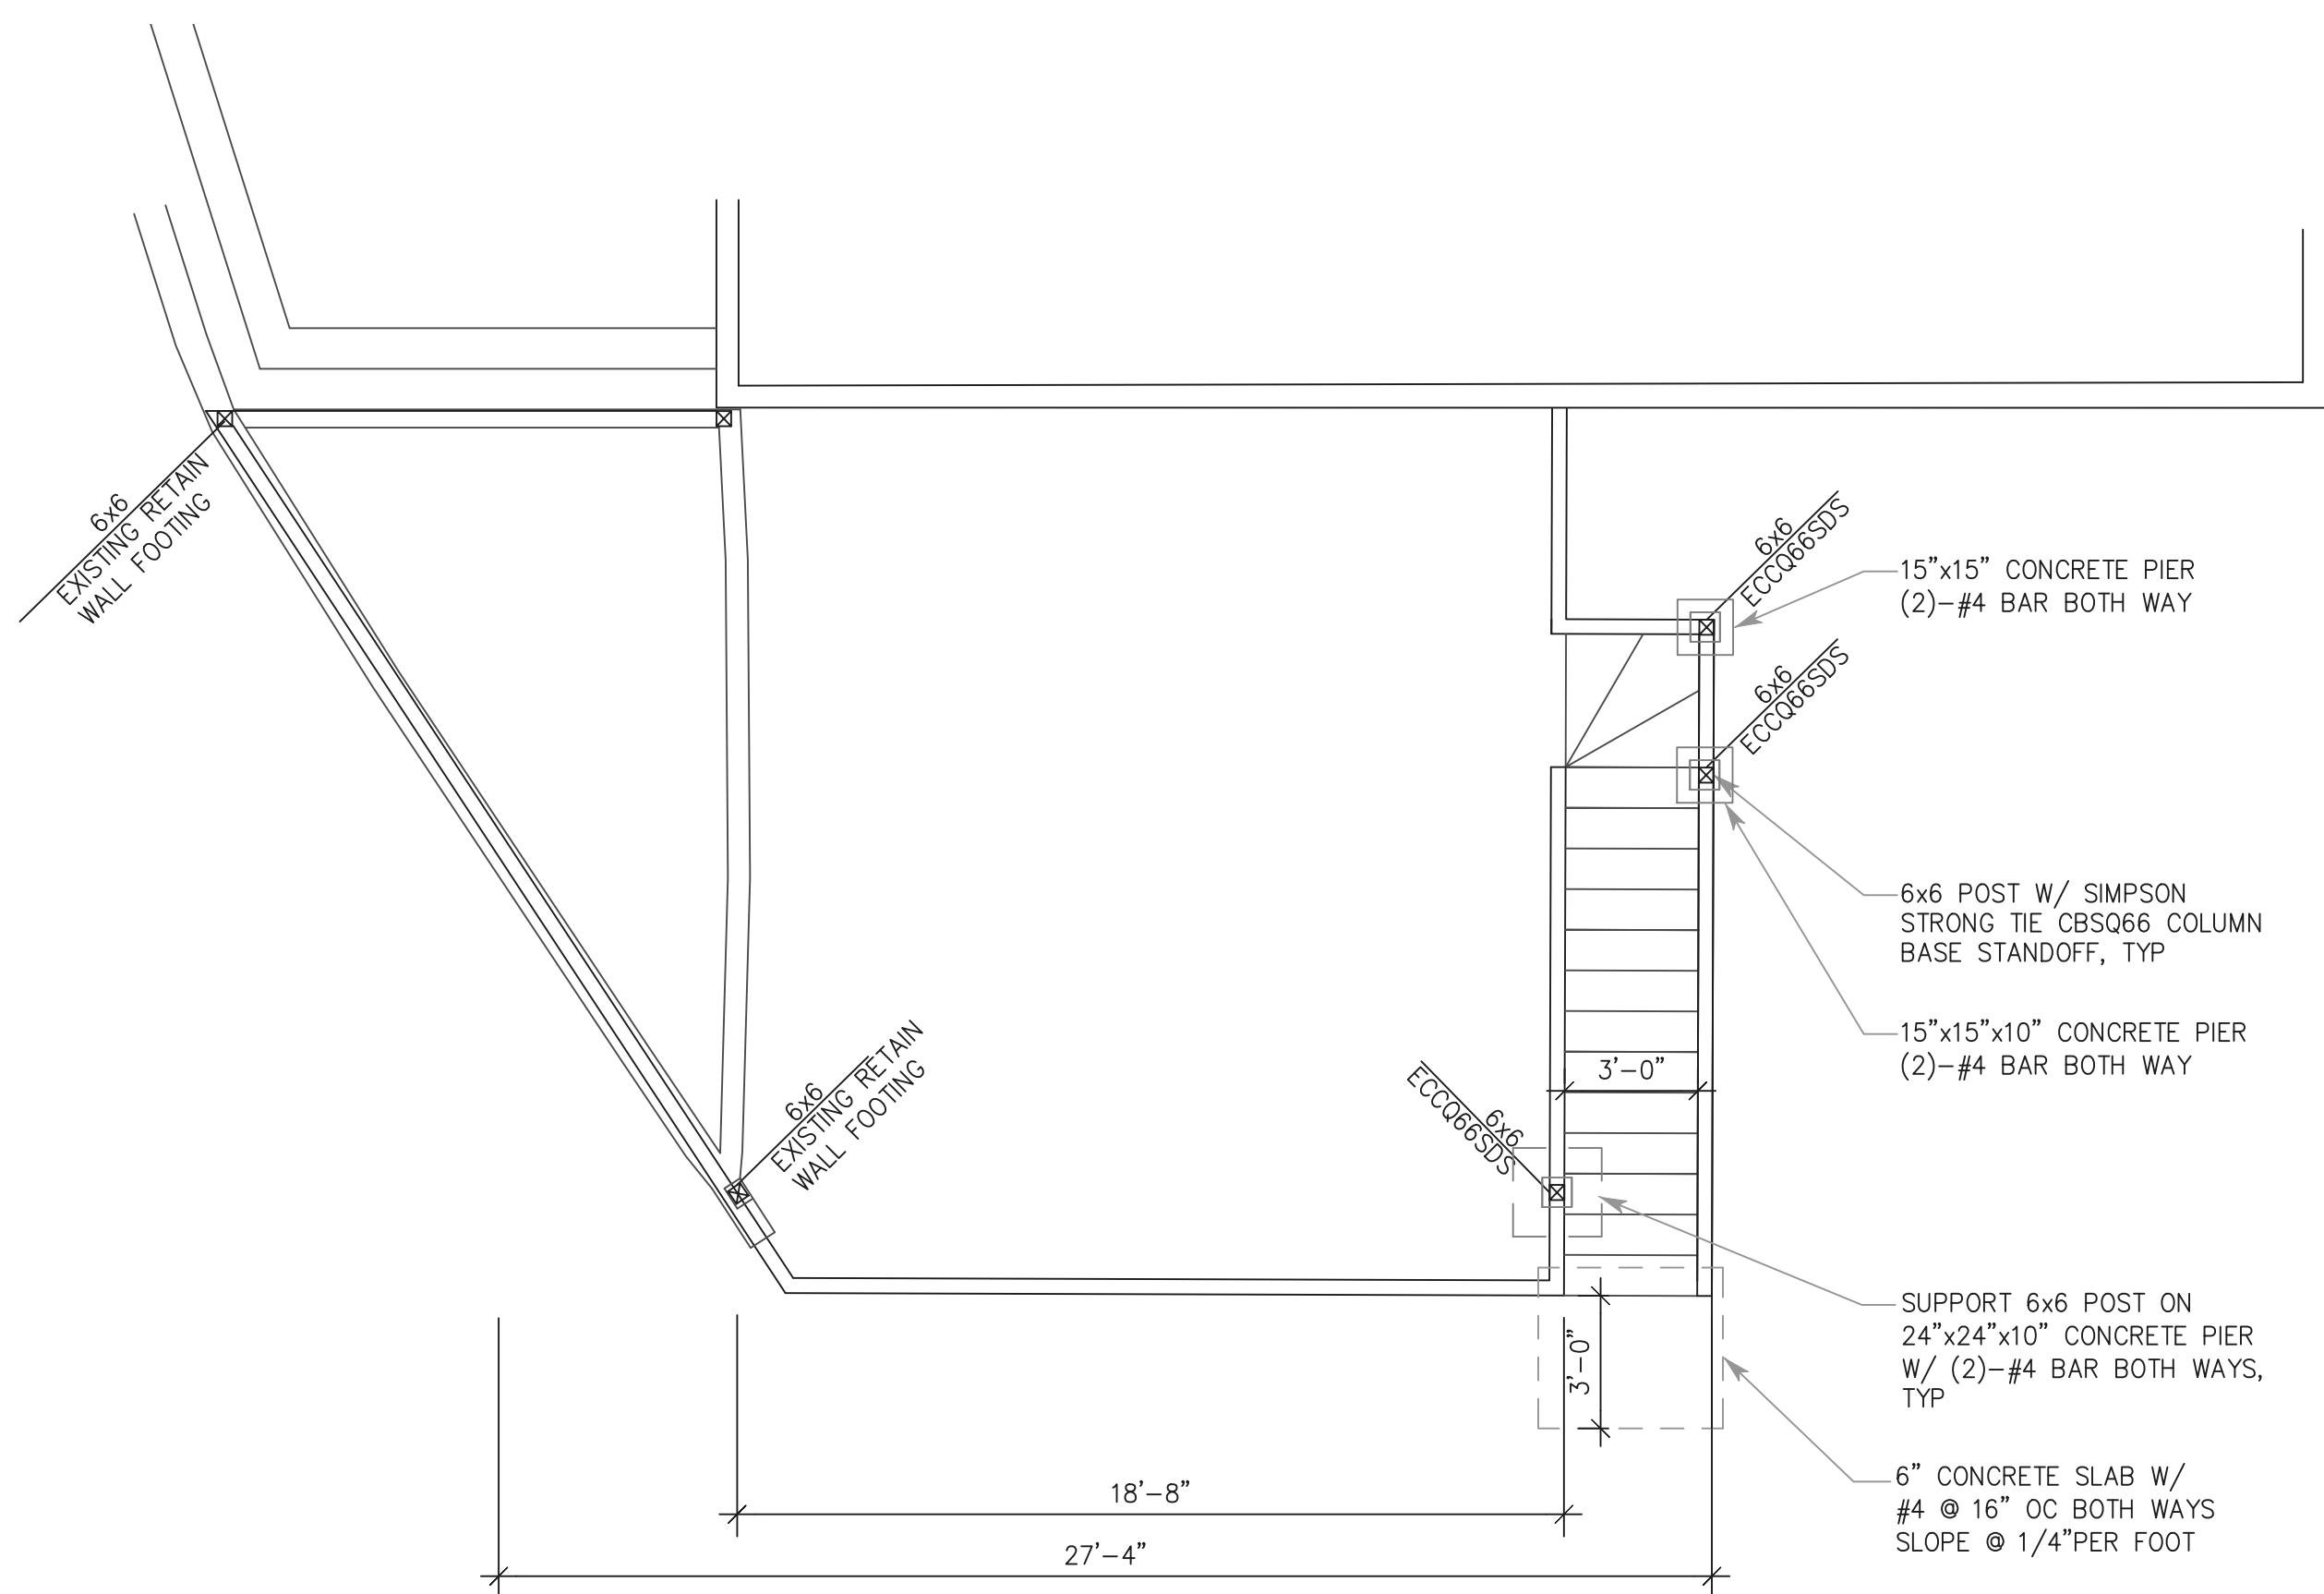 6x6
EXISTING RETAIN
WALL FOOTING
6x6
ECCQ66SDS
15"x15" CONCRETE PIER
(2)-#4 BAR BOTH WAY
6x6
ECCQ66SDS
6x6 POST W/ SIMPSON
STRONG TIE CBSQ66 COLUMN
BASE STANDOFF, TYP
15"x15"x10" CONCRETE PIER
(2)-#4 BAR BOTH WAY
6x6
EXISTING RETAIN
WALL FOOTING
6x6
ECCQ66SDS
3'-0"
SUPPORT 6x6 POST ON
24"x24"x10" CONCRETE PIER
W/ (2)-#4 BAR BOTH WAYS,
TYP
3'-0"
6" CONCRETE SLAB W/
#4 @ 16" OC BOTH WAYS
SLOPE @ 1/4"PER FOOT
18'-8"
27'-4"